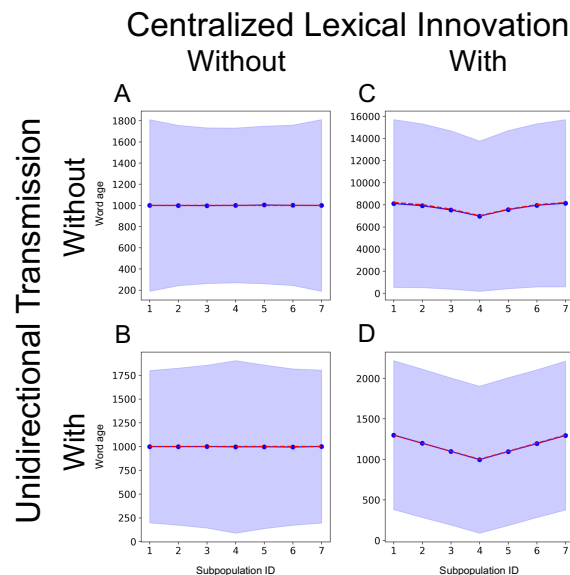 Centralized Lexical Innovation
Without
With
Unidirectional Transmission
Without
With
A
Word age
1800
1600
1400
1200
1000
800
600
400
200
1 2 3 4 5 6 7
C
16000
14000
12000
10000
8000
6000
4000
2000
0
1 2 3 4 5 6 7
B
Word age
1750
1500
1250
1000
750
500
250
0
1 2 3 4 5 6 7
Subpopulation ID
D
2000
1500
1000
500
0
1 2 3 4 5 6 7
Subpopulation ID